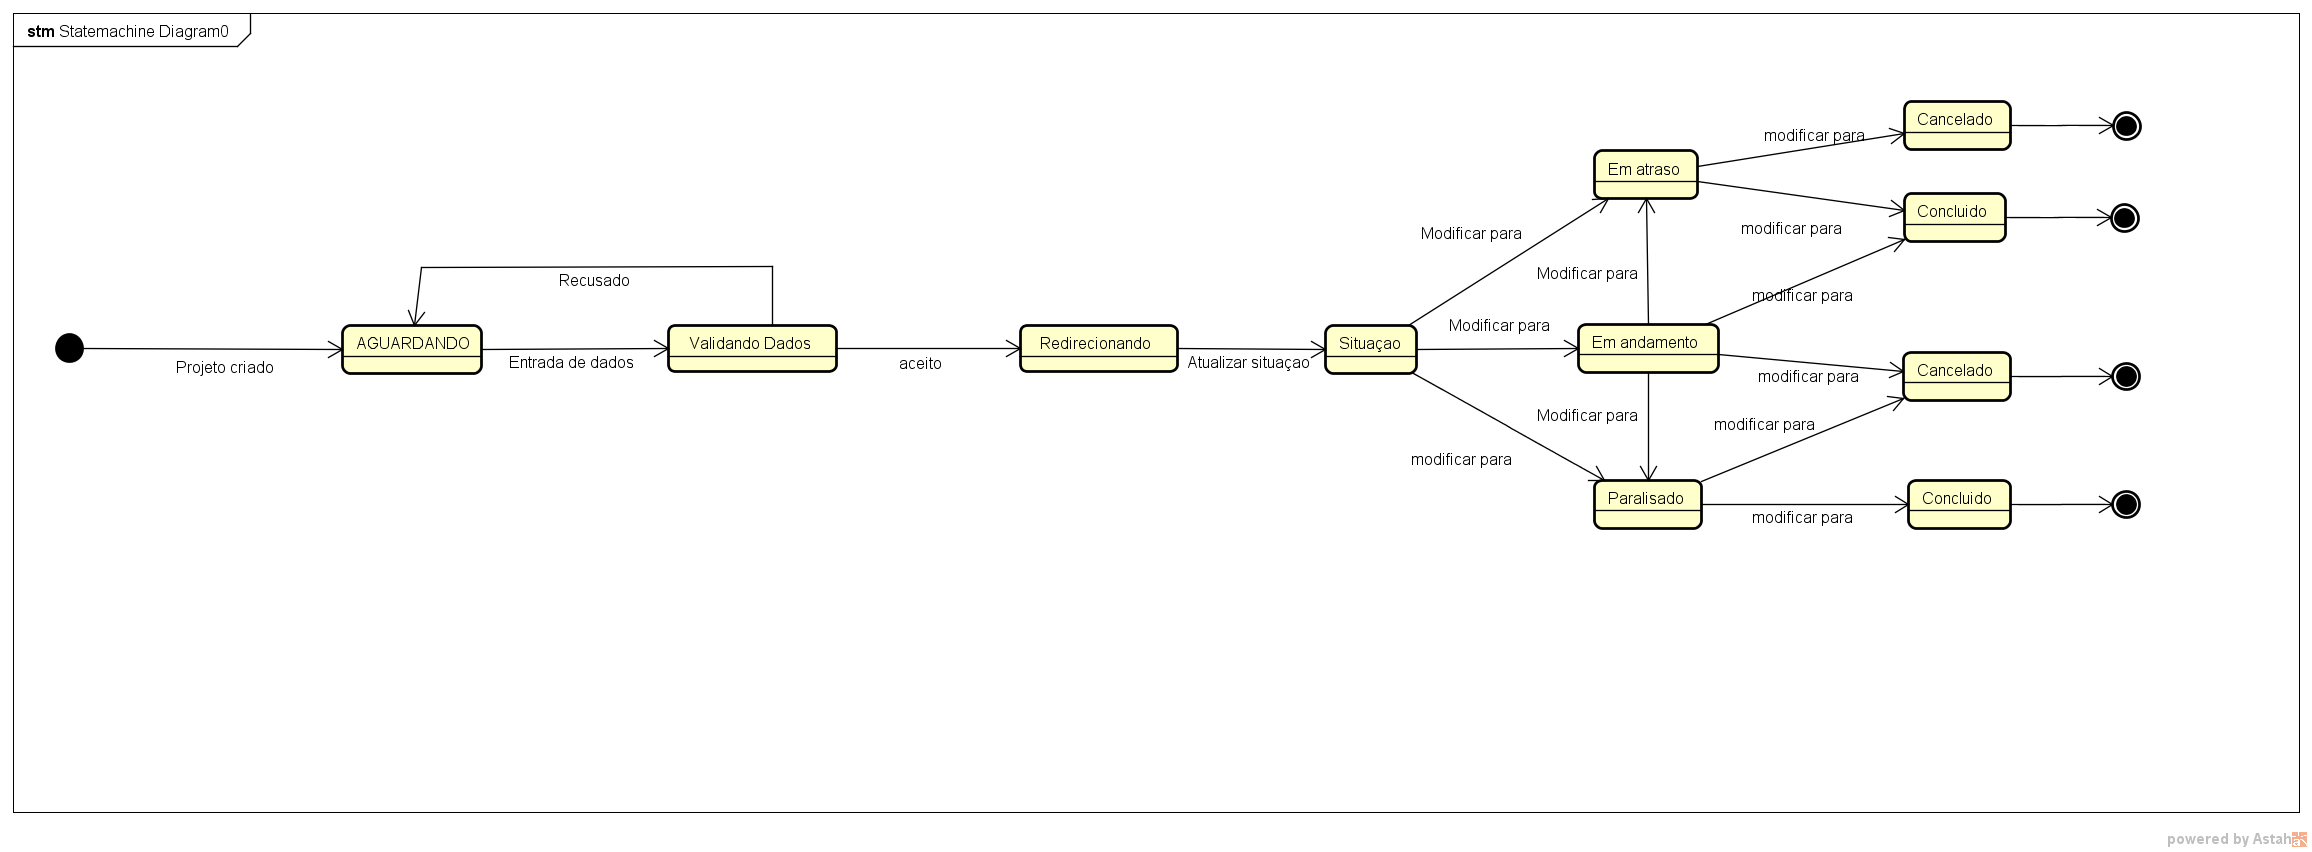 stm Statemachine Diagram0
Cancelado
modificar para
Em atraso
Concluido
modificar para
Modificar para
Modificar para
Recusado
modificar para
AGUARDANDO
Validando Dados
Redirecionando
Situaçao
Modificar para
Em andamento
Projeto criado
Entrada de dados
aceito
Atualizar situaçao
Cancelado
modificar para
Modificar para
modificar para
modificar para
Paralisado
Concluido
modificar para
powered by Astah